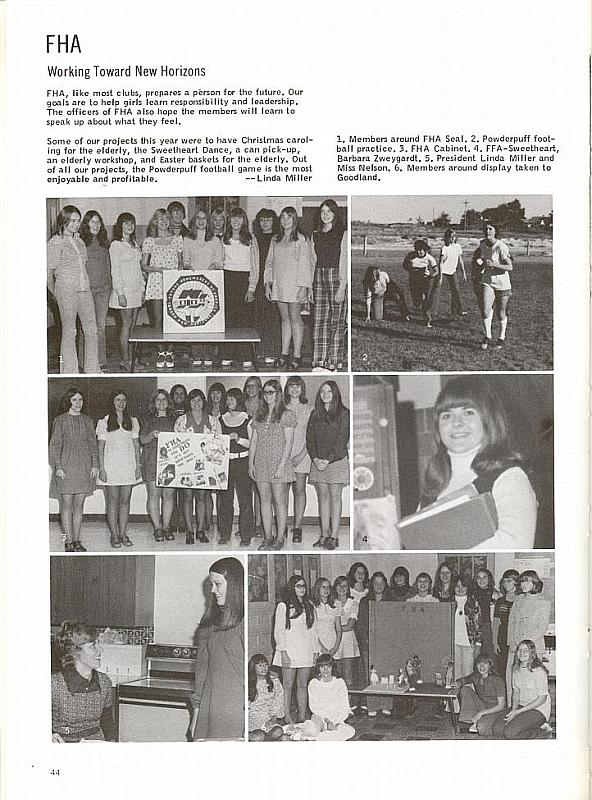 FHA
Working Toward New Horizons
FHA, like most clubs, prepares a person for the future. Our
goals are to help girls learn responsibility and leadership.
The officers of FHA also hope the members will learn to
speak up about what they feel.
Some of our projects this year were to have Christmas carol-
ing for the elderly, the Sweetheart Dance, a can pick-up,
an elderly workshop, and Easter baskets for the elderly. Out
of all our projects, the Powderpuff football game is the most
enjoyable and profitable. --Linda Miller
1. Members around FHA Seal. 2. Powderpuff foot-
ball practice. 3. FHA Cabinet. 4. FFA-Sweetheart,
Barbara Zweygardt. 5. President Linda Miller and
Miss Nelson. 6. Members around display taken to
Goodland.
1
2
FHA
DO
3
4
FHA
5
44